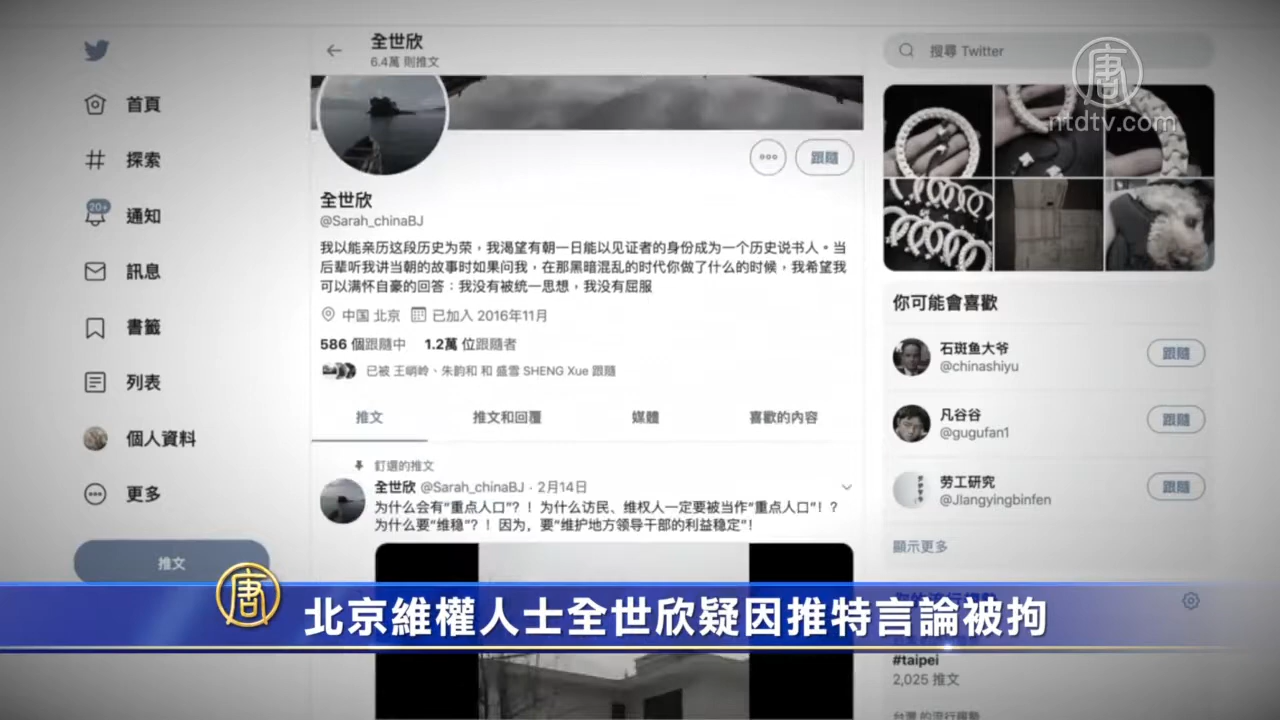 全世欣
6.4萬 則推文
搜尋 Twitter
唐
ntdtv.com
首頁
探索
20+
通知
訊息
書籤
列表
個人資料
更多
推文
•••
跟隨
全世欣
@Sarah_chinaBJ
我以能亲历这段历史为荣,我渴望有朝一日能以见证者的身份成为一个历史说书人。当
后辈听我讲当朝的故事时如果问我,在那黑暗混乱的时代你做了什么的时候,我希望我
可以满怀自豪的回答:我没有被统一思想,我没有屈服
中国 北京 已加入 2016年11月
586 個跟隨中 1.2萬 位跟隨者
已被 王峭岭、朱韵和 和 盛雪 SHENG Xue 跟隨
推文 推文和回覆 媒體 喜歡的內容
釘選的推文
全世欣 @Sarah_chinaBJ · 2月14日
为什么会有“重点人口”?!为什么访民、维权人一定要被当作“重点人口”!?
为什么要“维稳”?!因为,要“维护地方领导干部的利益稳定”!
你可能會喜歡
石斑鱼大爷
@chinashiyu
跟隨
凡谷谷
@gugufan1
跟隨
劳工研究
@JIangyingbinfen
跟隨
顯示更多
唐
北京維權人士全世欣疑因推特言論被拘
#taipei
2,025 推文